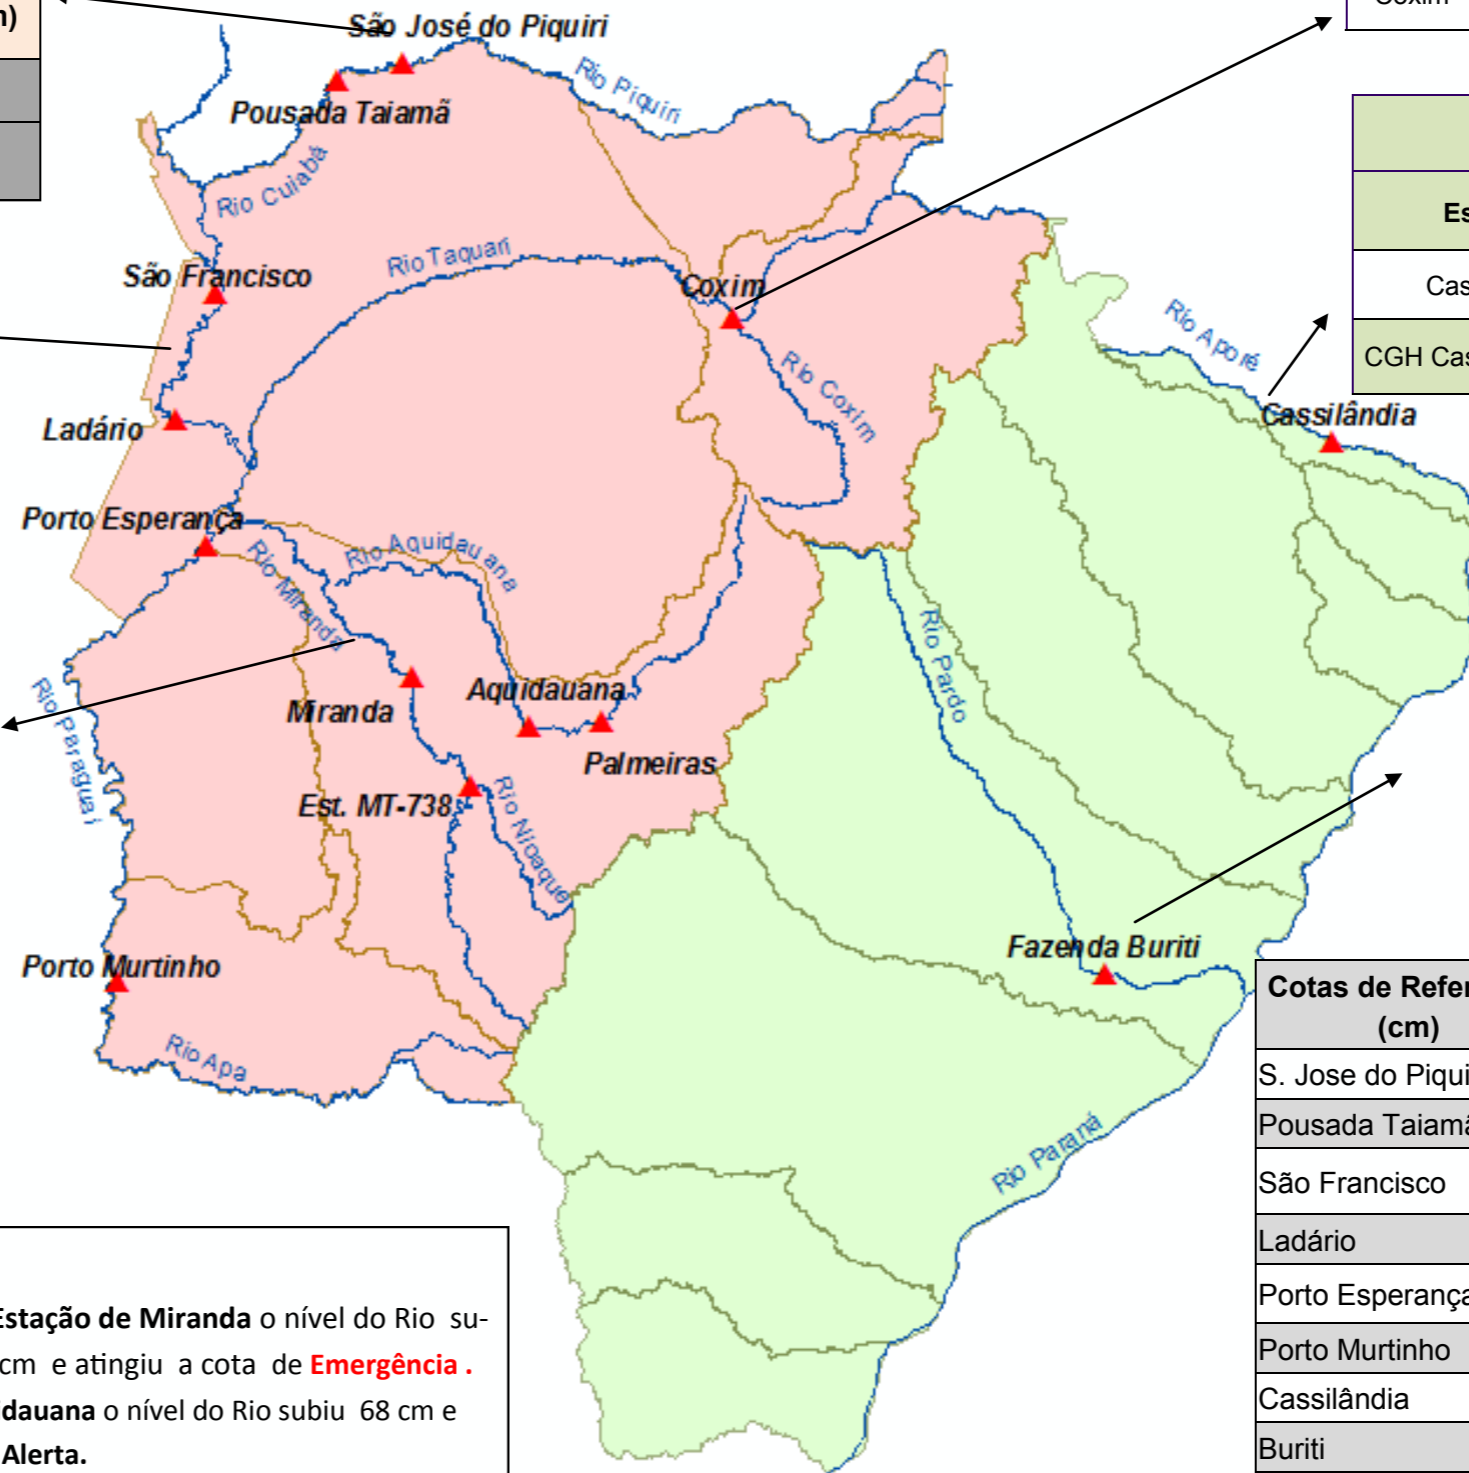 São José do Piquiri
Rio Piquiri
Pousada Taiamã
Rio Cuiabá
Rio Taquari
São Francisco
Coxim
Rio Coxim
Rio Aporé
Cassilândia
Ladário
Porto Esperança
Rio Aquidauana
Rio Miranda
Rio Pardo
Rio Paraguai
Miranda
Aquidauana
Palmeiras
Est. MT-738
Rio Nioaque
Fazenda Buriti
Porto Murtinho
Rio Apa
Rio Paraná
Cas
CGH Cas
Cotas de Refer
(cm)
S. Jose do Piqui
Pousada Taiamã
São Francisco
Ladário
Porto Esperança
Porto Murtinho
Cassilândia
Buriti
Estação de Miranda o nível do Rio su-
cm e atingiu a cota de Emergência .
dauana o nível do Rio subiu 68 cm e
Alerta.